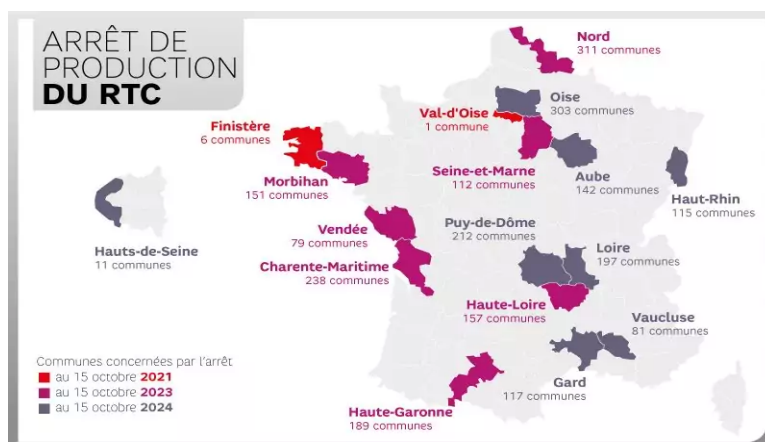 ARRÊT DE
PRODUCTION
DU RTC
Nord
311 communes
Oise
303 communes
Val-d'Oise
1 commune
Finistère
6 communes
Morbihan
151 communes
Seine-et-Marne
112 communes
Aube
142 communes
Haut-Rhin
115 communes
Hauts-de-Seine
11 communes
Vendée
79 communes
Puy-de-Dôme
212 communes
Charente-Maritime
238 communes
Loire
197 communes
Haute-Loire
157 communes
Vaucluse
81 communes
Gard
117 communes
Haute-Garonne
189 communes
Communes concernées par l'arrêt
au 15 octobre 2021
au 15 octobre 2023
au 15 octobre 2024